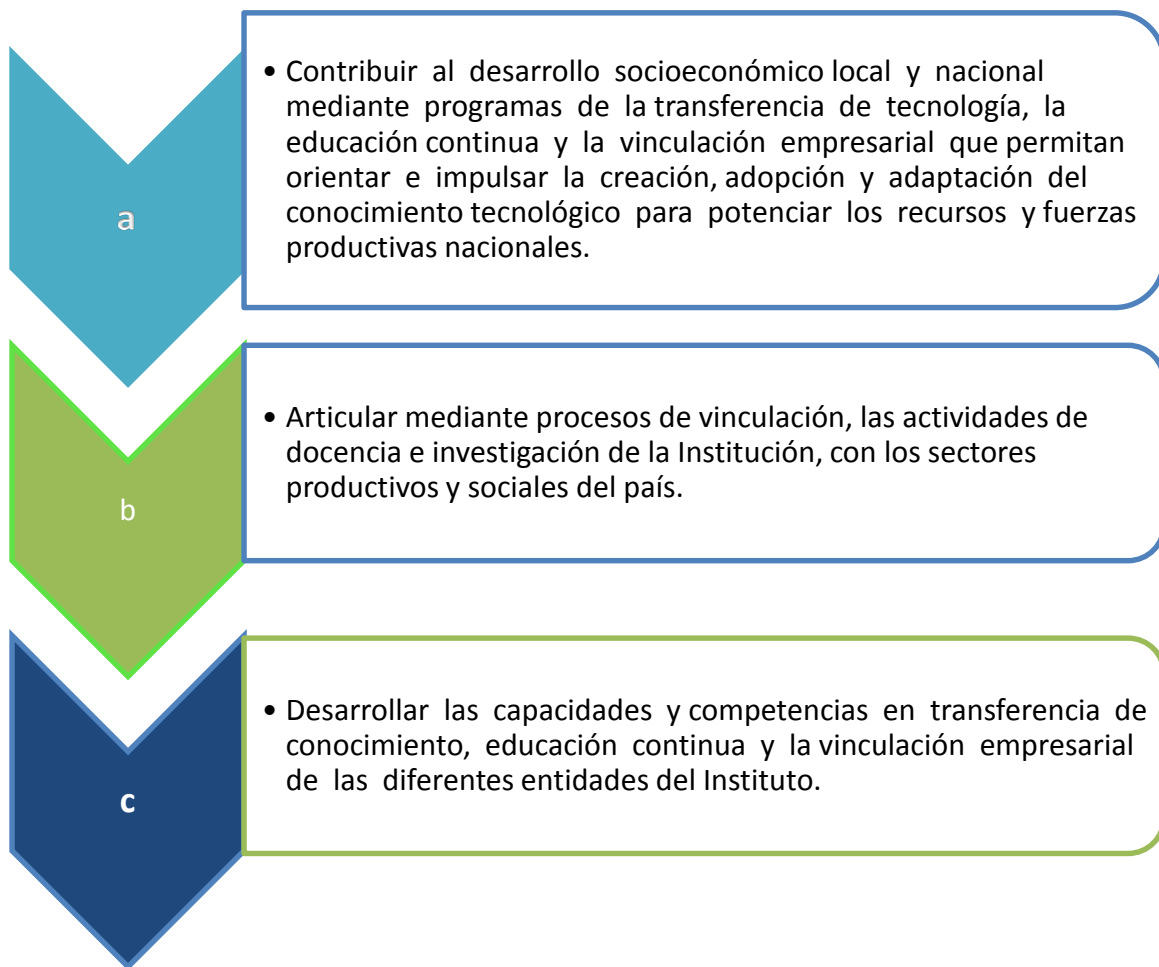 a
• Contribuir al desarrollo socioeconómico local y nacional
mediante programas de la transferencia de tecnología, la
educación continua y la vinculación empresarial que permitan
orientar e impulsar la creación, adopción y adaptación del
conocimiento tecnológico para potenciar los recursos y fuerzas
productivas nacionales.
b
• Articular mediante procesos de vinculación, las actividades de
docencia e investigación de la Institución, con los sectores
productivos y sociales del país.
c
• Desarrollar las capacidades y competencias en transferencia de
conocimiento, educación continua y la vinculación empresarial
de las diferentes entidades del Instituto.